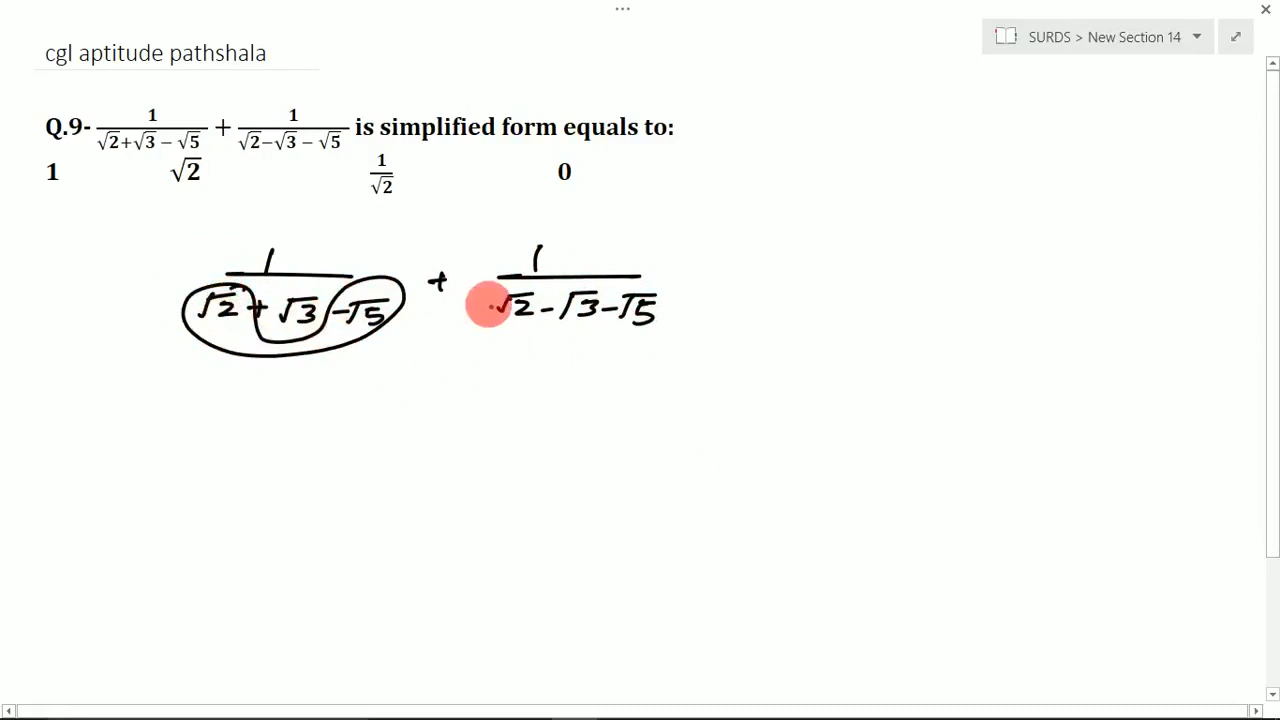 SURDS > New Section 14
cgl aptitude pathshala
Q.9- 1/(√2+√3 − √5) + 1/(√2−√3 − √5) is simplified form equals to:
1 √2 1/√2 0
1/(√2 + √3 − √5) + 1/(√2 − √3 − √5)